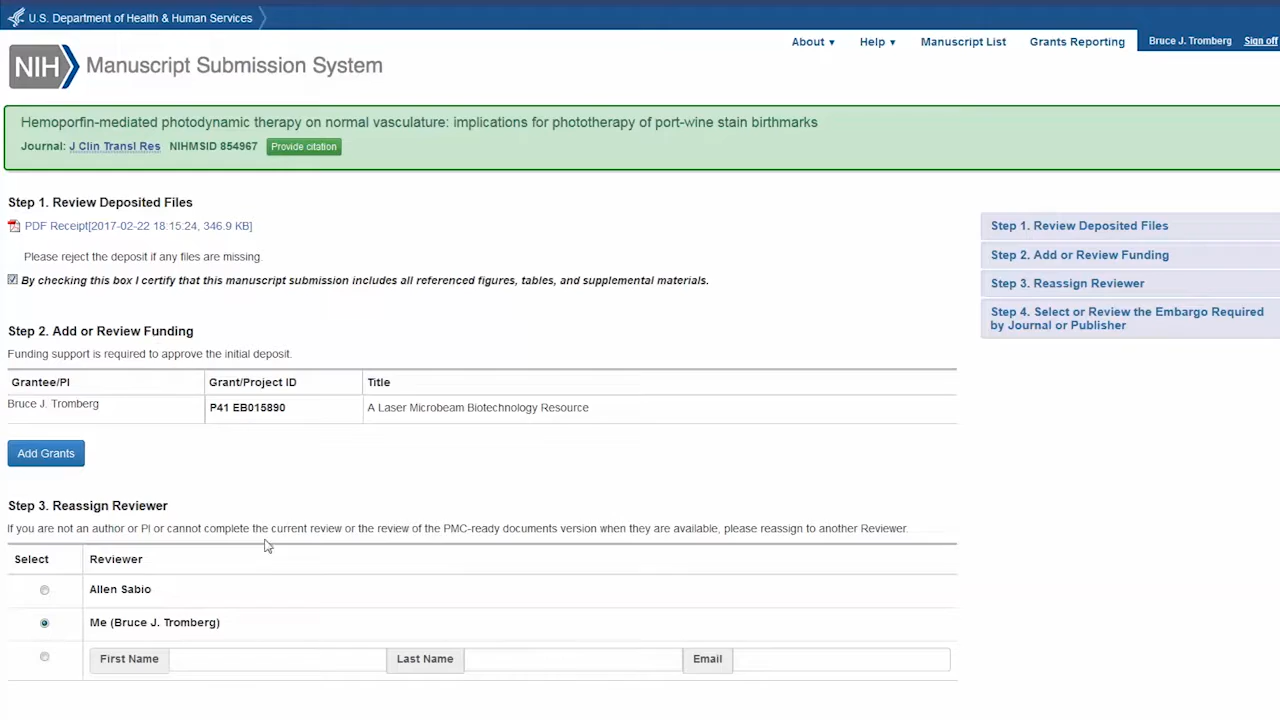 U.S. Department of Health & Human Services
About ▼ Help ▼ Manuscript List Grants Reporting Bruce J. Tromberg Sign off
NIH Manuscript Submission System
Hemoporfin-mediated photodynamic therapy on normal vasculature: implications for phototherapy of port-wine stain birthmarks
Journal: J Clin Transl Res NIHMSID 854967 Provide citation
Step 1. Review Deposited Files
PDF Receipt[2017-02-22 18:15:24, 346.9 KB]
Please reject the deposit if any files are missing.
By checking this box I certify that this manuscript submission includes all referenced figures, tables, and supplemental materials.
Step 2. Add or Review Funding
Funding support is required to approve the initial deposit.
Grantee/PI Grant/Project ID Title
Bruce J. Tromberg P41 EB015890 A Laser Microbeam Biotechnology Resource
Add Grants
Step 3. Reassign Reviewer
If you are not an author or PI or cannot complete the current review or the review of the PMC-ready documents version when they are available, please reassign to another Reviewer.
Select Reviewer
Allen Sabio
Me (Bruce J. Tromberg)
First Name Last Name Email
Step 1. Review Deposited Files
Step 2. Add or Review Funding
Step 3. Reassign Reviewer
Step 4. Select or Review the Embargo Required
by Journal or Publisher